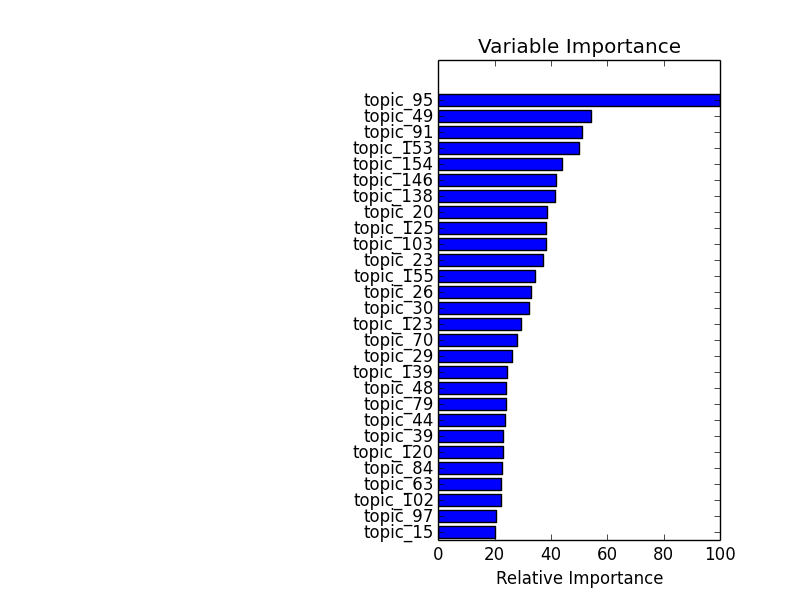 Variable Importance
topic_95
topic_49
topic_91
topic_153
topic_154
topic_146
topic_138
topic_20
topic_125
topic_103
topic_23
topic_155
topic_26
topic_30
topic_123
topic_70
topic_29
topic_139
topic_48
topic_79
topic_44
topic_39
topic_120
topic_84
topic_63
topic_102
topic_97
topic_15
0 20 40 60 80 100
Relative Importance